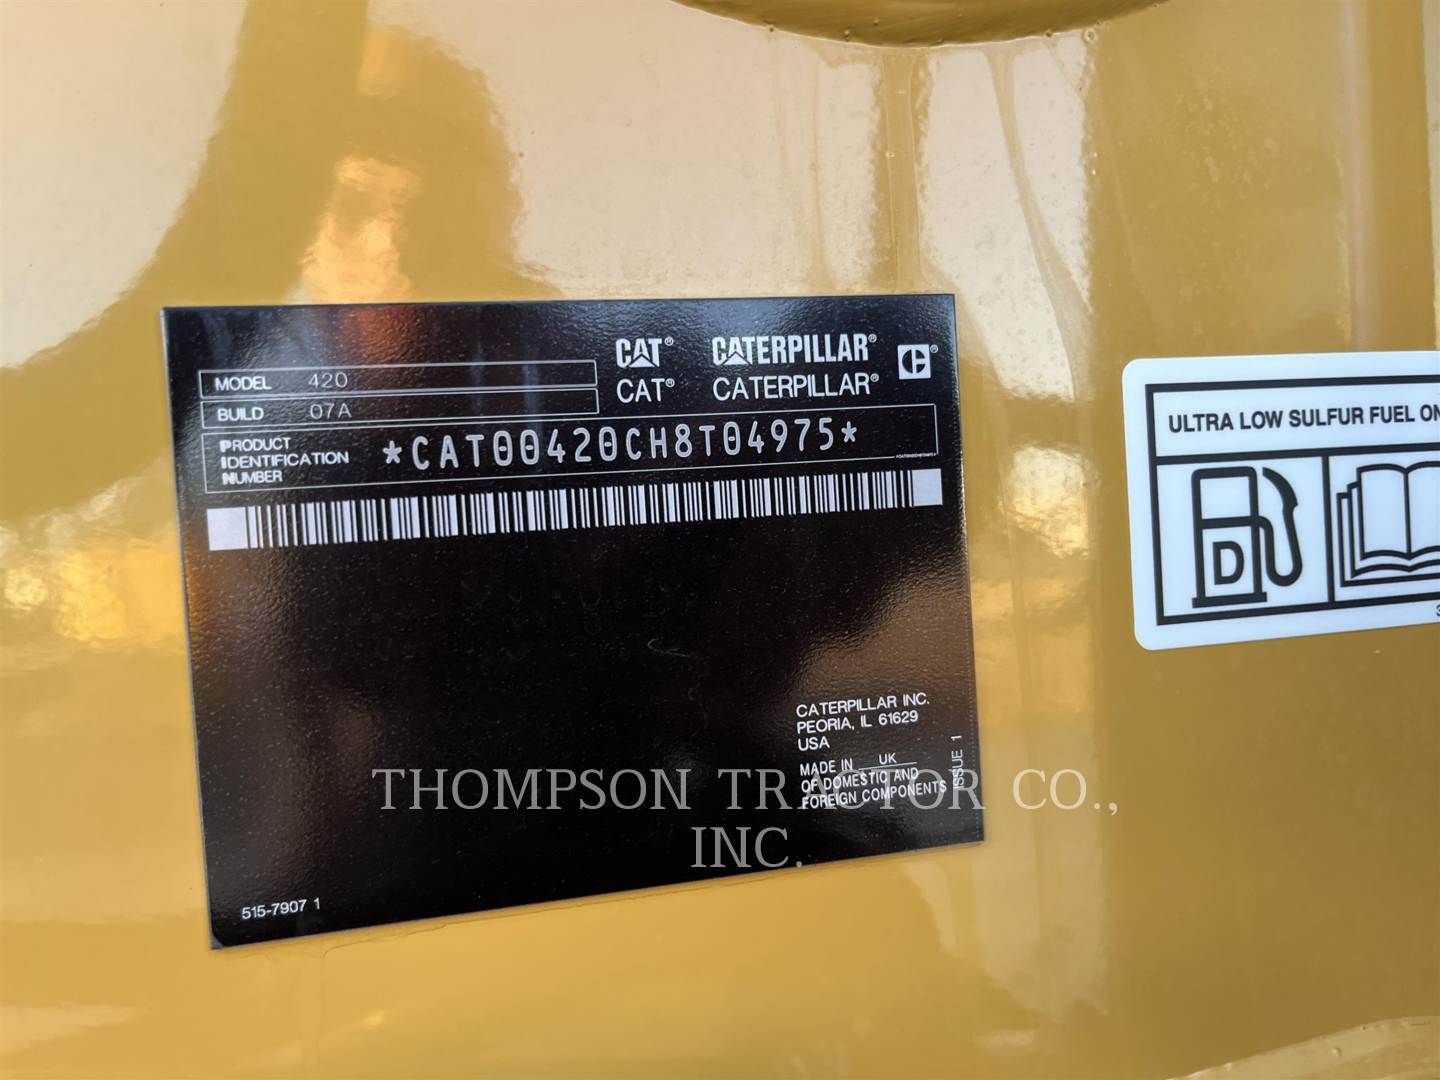 CAT® CATERPILLAR® ®
CAT® CATERPILLAR®
MODEL 420
BUILD 07A
PRODUCT
IDENTIFICATION
NUMBER
*CAT00420CH8T04975*
CATERPILLAR INC.
PEORIA, IL 61629
USA
MADE IN UK
OF DOMESTIC AND
FOREIGN COMPONENTS
ISSUE 1
515-7907 1
ULTRA LOW SULFUR FUEL ON
D
3
THOMPSON TRACTOR CO.,
INC.